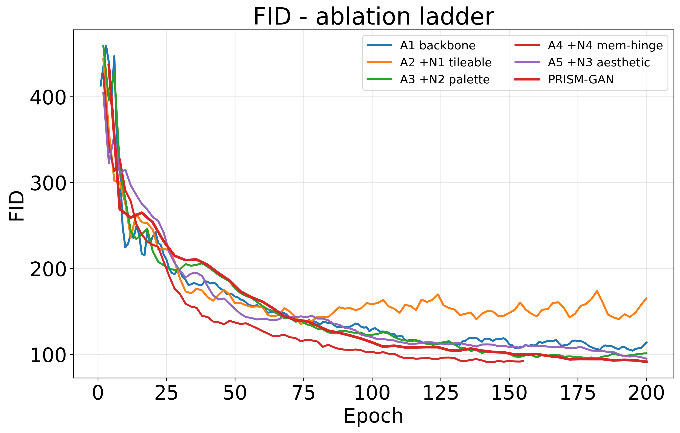 FID - ablation ladder
A1 backbone
A2 +N1 tileable
A3 +N2 palette
A4 +N4 mem-hinge
A5 +N3 aesthetic
PRISM-GAN
400
300
200
100
FID
0 25 50 75 100 125 150 175 200
Epoch